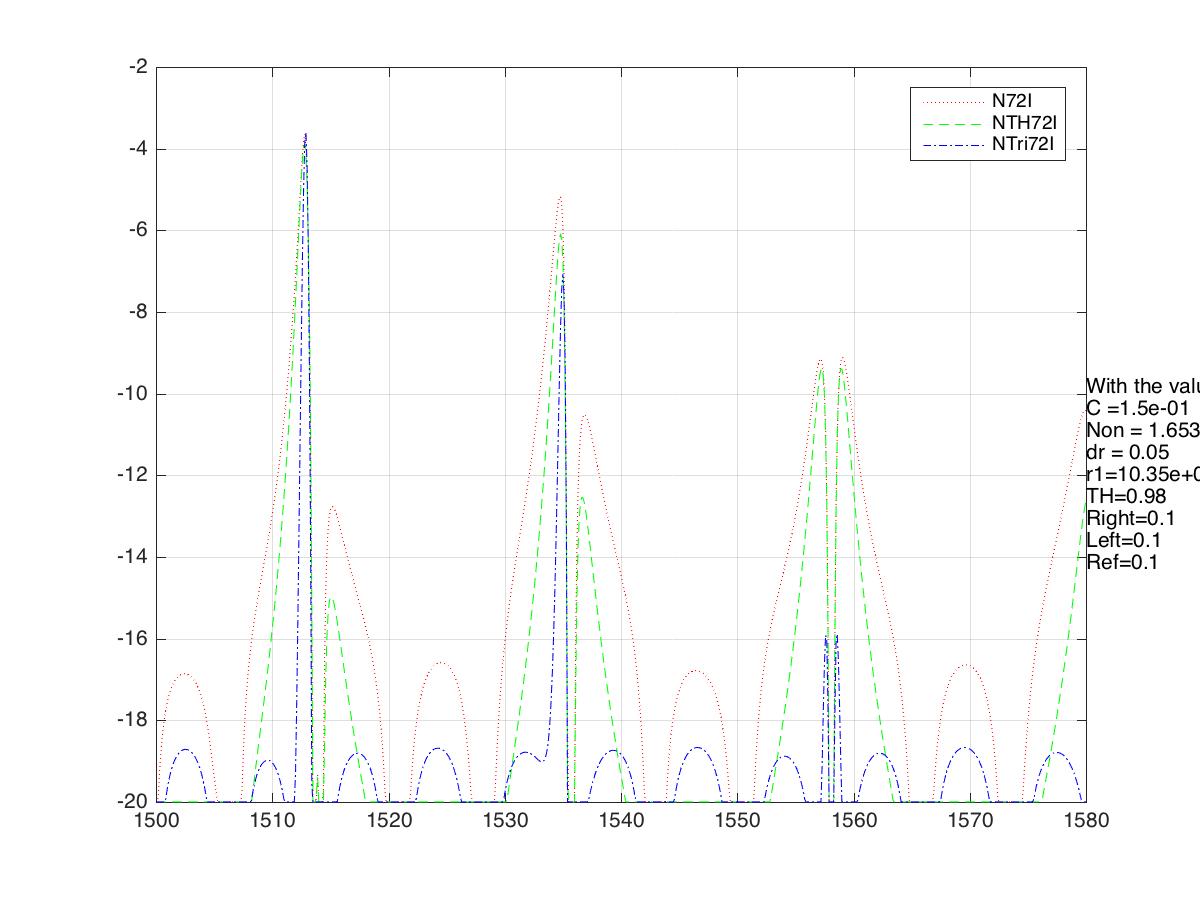 -2
-4
-6
-8
-10
-12
-14
-16
-18
-20
1500
1510
1520
1530
1540
1550
1560
1570
1580
N72I
NTH72I
NTri72I
With the valu
C =1.5e-01
Non = 1.653
dr = 0.05
r1=10.35e+0
TH=0.98
Right=0.1
Left=0.1
Ref=0.1